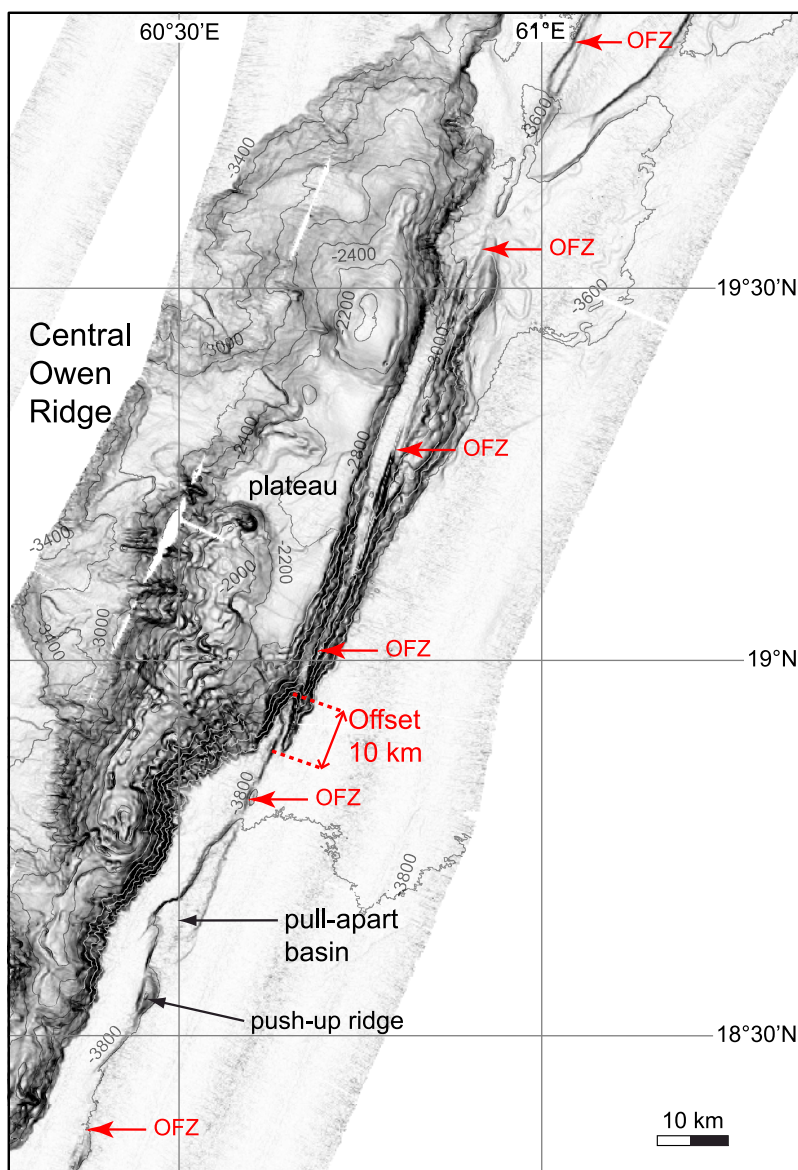 60°30'E
61°E
OFZ
-3600
-3400
OFZ
-2400
19°30'N
-3600
-2200
3000
3000
Central
Owen
Ridge
-2400
-2800
OFZ
plateau
-3400
-2200
-2000
3000
-3400
OFZ
19°N
Offset
10 km
-3800
OFZ
-3800
pull-apart
basin
push-up ridge
-3800
18°30'N
OFZ
10 km